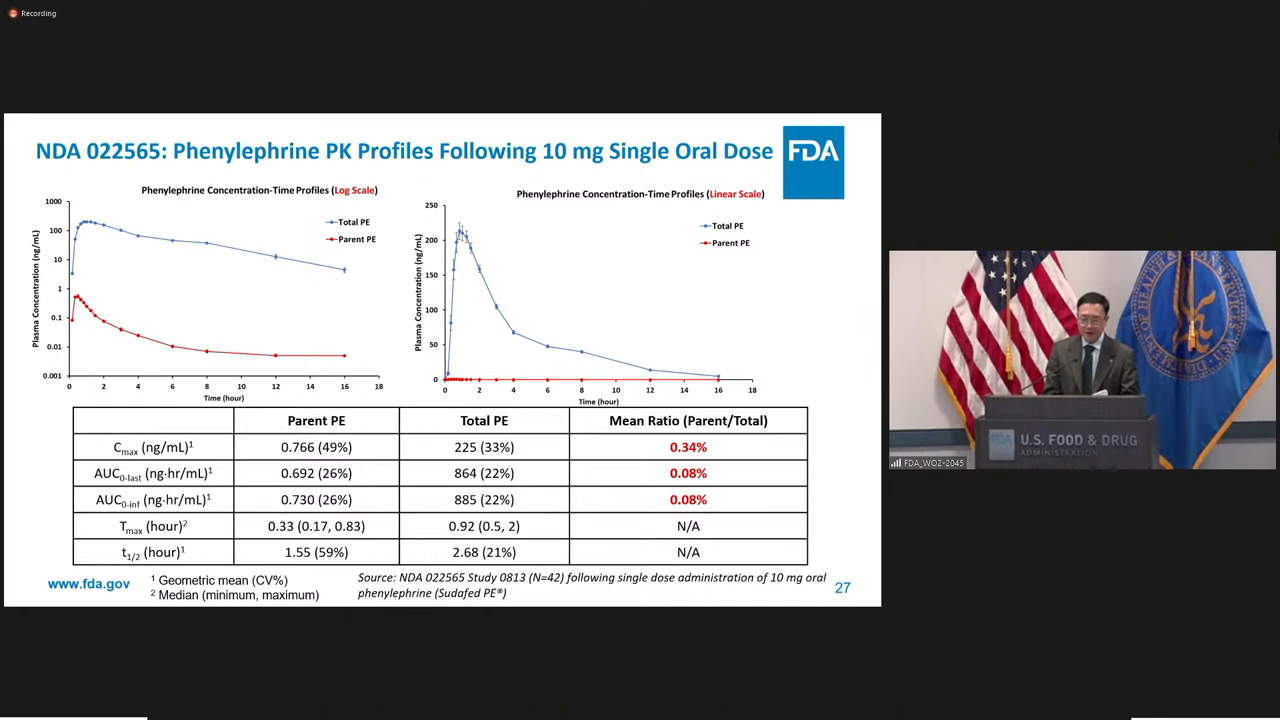 Recording
NDA 022565: Phenylephrine PK Profiles Following 10 mg Single Oral Dose
FDA
Phenylephrine Concentration-Time Profiles (Log Scale)
Plasma Concentration (ng/mL)
1000
100
10
1
0.1
0.01
0.001
0 2 4 6 8 10 12 14 16 18
Time (hour)
Total PE
Parent PE
Phenylephrine Concentration-Time Profiles (Linear Scale)
Plasma Concentration (ng/mL)
250
200
150
100
50
0
0 2 4 6 8 10 12 14 16 18
Time (hour)
Total PE
Parent PE
Parent PE Total PE Mean Ratio (Parent/Total)
Cmax (ng/mL)1 0.766 (49%) 225 (33%) 0.34%
AUC0-last (ng·hr/mL)1 0.692 (26%) 864 (22%) 0.08%
AUC0-inf (ng·hr/mL)1 0.730 (26%) 885 (22%) 0.08%
Tmax (hour)2 0.33 (0.17, 0.83) 0.92 (0.5, 2) N/A
t1/2 (hour)1 1.55 (59%) 2.68 (21%) N/A
www.fda.gov
1 Geometric mean (CV%)
2 Median (minimum, maximum)
Source: NDA 022565 Study 0813 (N=42) following single dose administration of 10 mg oral
phenylephrine (Sudafed PE®)
27
U.S. FOOD & DRUG
ADMINISTRATION
FDA_WO2-2045